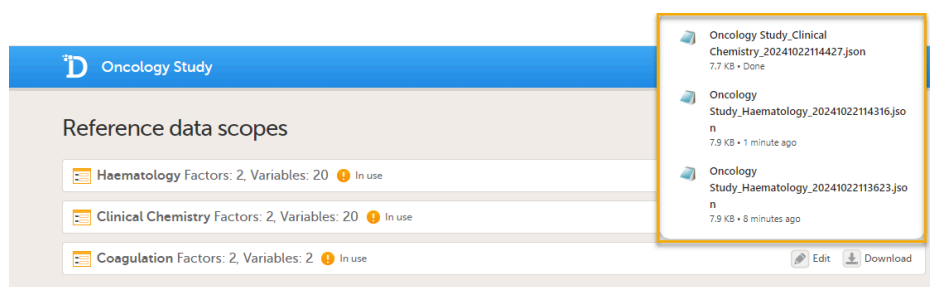 Oncology Study
Oncology Study_Clinical
Chemistry_20241022114427.json
7.7 KB • Done
Oncology
Study_Haematology_20241022114316.jso
n
7.9 KB • 1 minute ago
Oncology
Study_Haematology_20241022113623.jso
n
7.9 KB • 8 minutes ago
Reference data scopes
Haematology Factors: 2, Variables: 20 In use
Clinical Chemistry Factors: 2, Variables: 20 In use
Coagulation Factors: 2, Variables: 2 In use
Edit Download